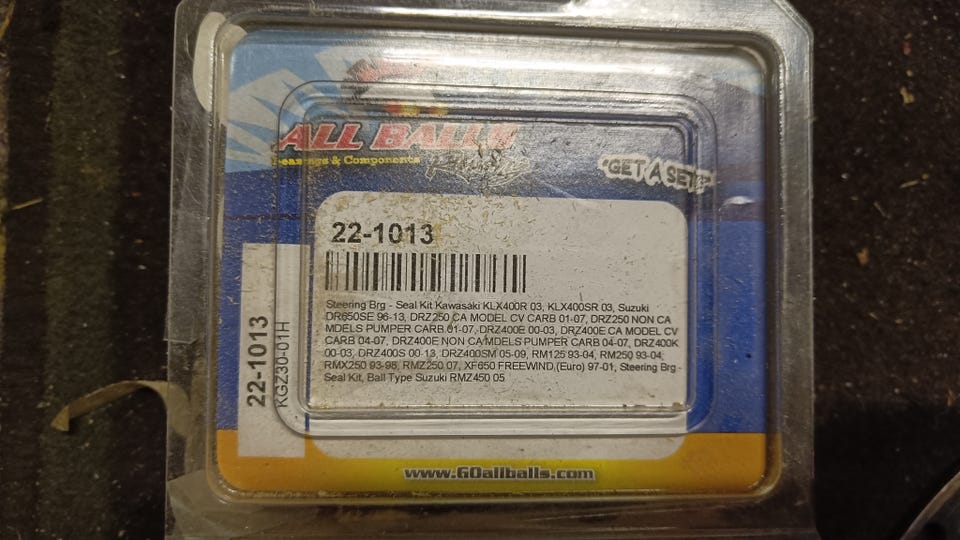 ALL BALLS
Racing
Bearings & Components
"GET A SET!"
22-1013
Steering Brg - Seal Kit Kawasaki KLX400R 03, KLX400SR 03, Suzuki
DR650SE 96-13, DRZ250 CA MODEL CV CARB 01-07, DRZ250 NON CA
MDELS PUMPER CARB 01-07, DRZ400E 00-03, DRZ400E CA MODEL CV
CARB 04-07, DRZ400E NON CA MDELS PUMPER CARB 04-07, DRZ400K
00-03, DRZ400S 00-13, DRZ400SM 05-09, RM125 93-04, RM250 93-04,
RMX250 93-98, RMZ250 07, XF650 FREEWIND (Euro) 97-01, Steering Brg -
Seal Kit, Ball Type Suzuki RMZ450 05
22-1013
KGZ30-01H
www.GOallballs.com